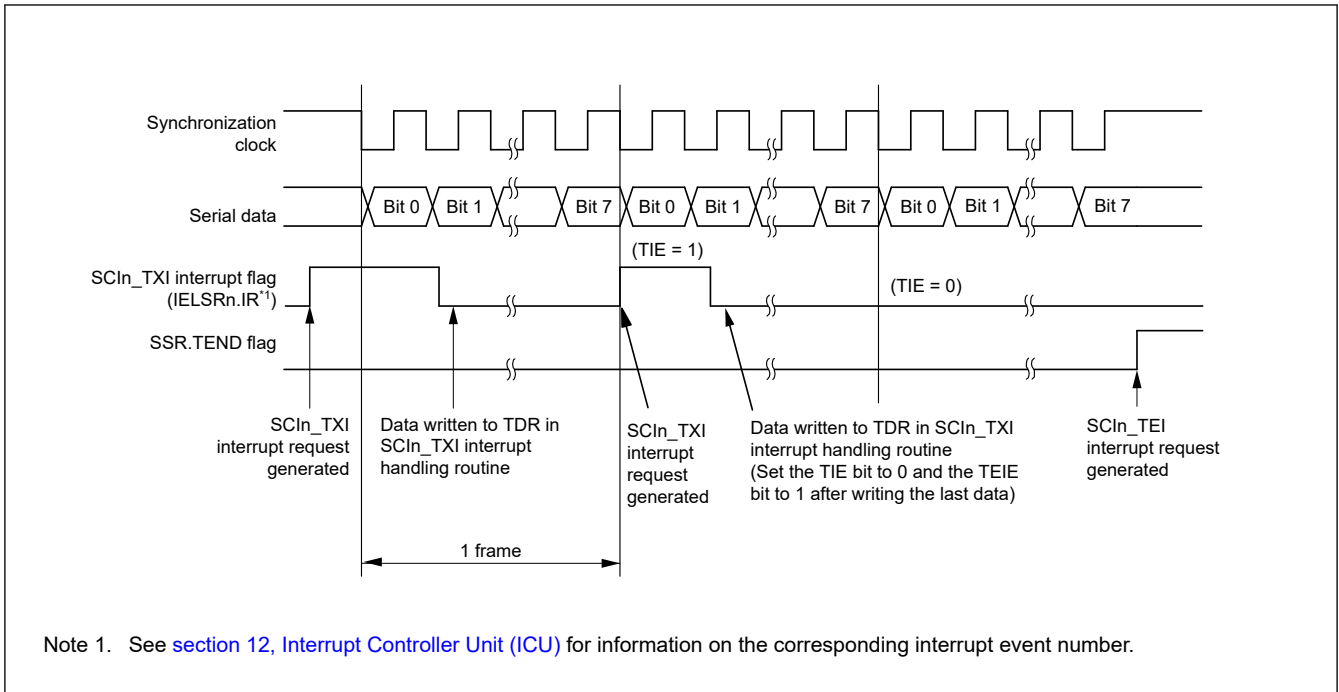 Synchronization
clock
Serial data
Bit 0 Bit 1 Bit 7 Bit 0 Bit 1 Bit 7 Bit 0 Bit 1 Bit 7
(TIE = 1)
SCIn_TXI interrupt flag
(IELSRn.IR*1)
(TIE = 0)
SSR.TEND flag
SCIn_TXI
interrupt request
generated
Data written to TDR in
SCIn_TXI interrupt
handling routine
SCIn_TXI
interrupt
request
generated
Data written to TDR in SCIn_TXI
interrupt handling routine
(Set the TIE bit to 0 and the TEIE
bit to 1 after writing the last data)
SCIn_TEI
interrupt request
generated
1 frame
Note 1. See section 12, Interrupt Controller Unit (ICU) for information on the corresponding interrupt event number.